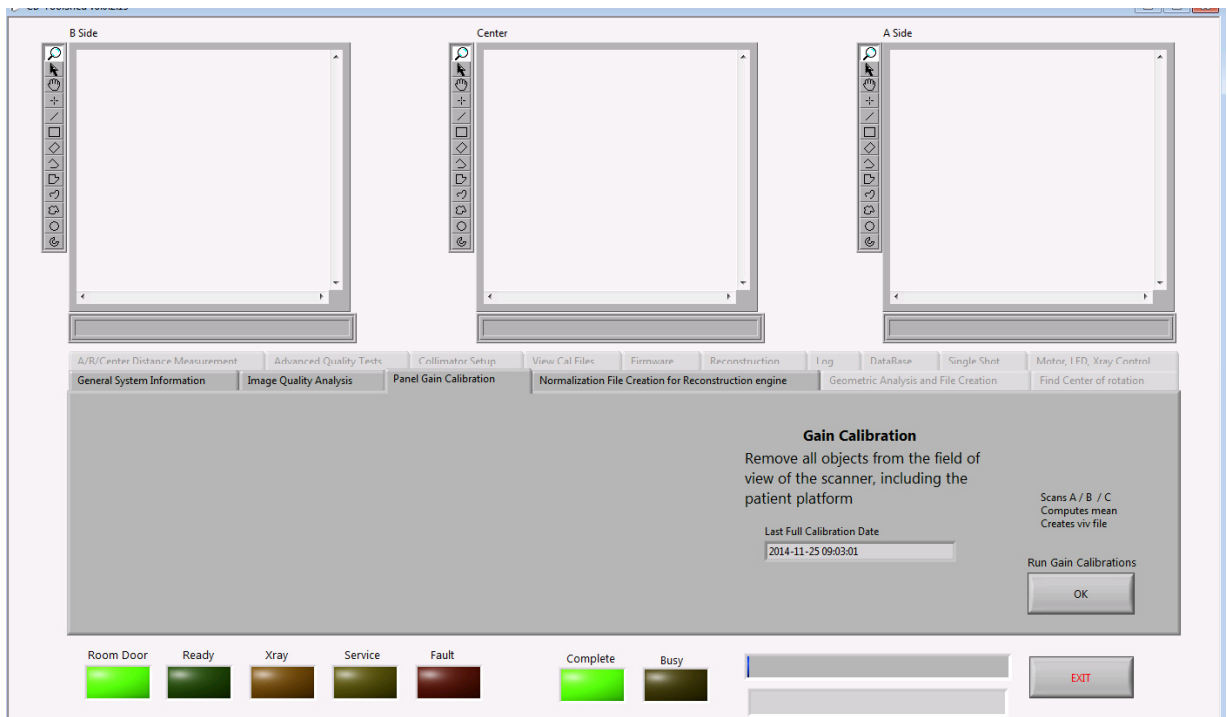 B Side
Center
A Side
A/B/Center Distance Measurement
Advanced Quality Tests
Collimator Setup
View Cal Files
Firmware
Reconstruction
Log
DataBase
Single Shot
Motor, LED, Xray Control
General System Information
Image Quality Analysis
Panel Gain Calibration
Normalization File Creation for Reconstruction engine
Geometric Analysis and File Creation
Find Center of rotation
Gain Calibration
Remove all objects from the field of
view of the scanner, including the
patient platform
Last Full Calibration Date
2014-11-25 09:03:01
Scans A / B / C
Computes mean
Creates viv file
Run Gain Calibrations
OK
Room Door
Ready
Xray
Service
Fault
Complete
Busy
EXIT